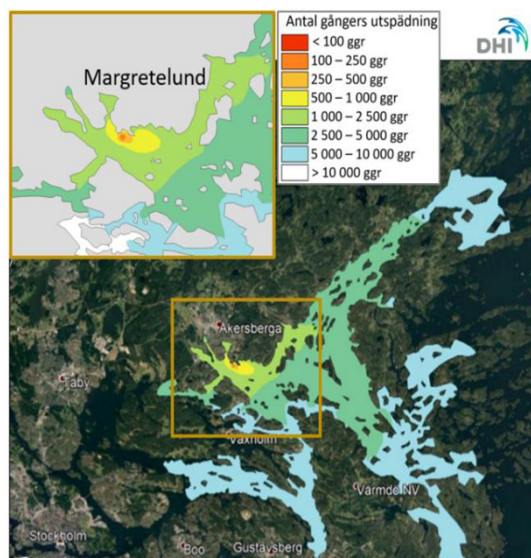 Antal gångers utspädning
< 100 ggr
100 – 250 ggr
250 – 500 ggr
500 – 1 000 ggr
1 000 – 2 500 ggr
2 500 – 5 000 ggr
5 000 – 10 000 ggr
> 10 000 ggr
DHI
Margretelund
Åkersberga
Täby
Vaxholm
Värmdö NV
Stockholm
Boo
Gustavsberg